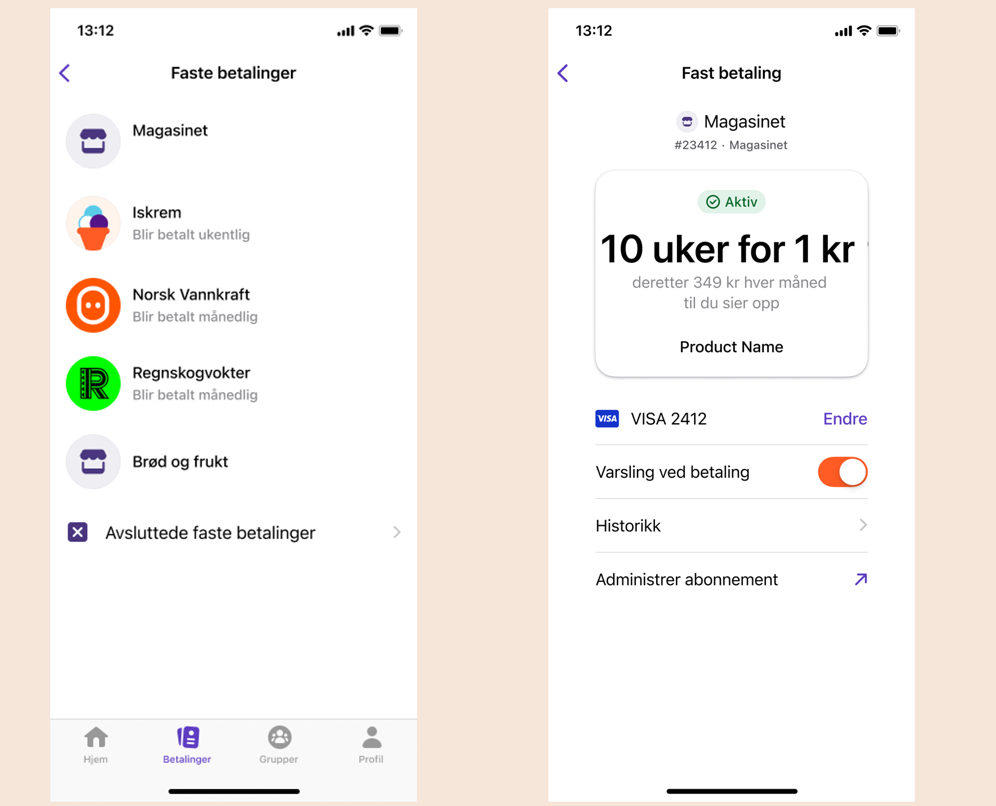 13:12
Faste betalinger
Magasinet
Iskrem
Blir betalt ukentlig
Norsk Vannkraft
Blir betalt månedlig
R
Regnskogvokter
Blir betalt månedlig
Brød og frukt
Avsluttede faste betalinger
Hjem
Betalinger
Grupper
Profil
13:12
Fast betaling
Magasinet
#23412 · Magasinet
Aktiv
10 uker for 1 kr
deretter 349 kr hver måned
til du sier opp
Product Name
VISA VISA 2412 Endre
Varsling ved betaling
Historikk
Administrer abonnement